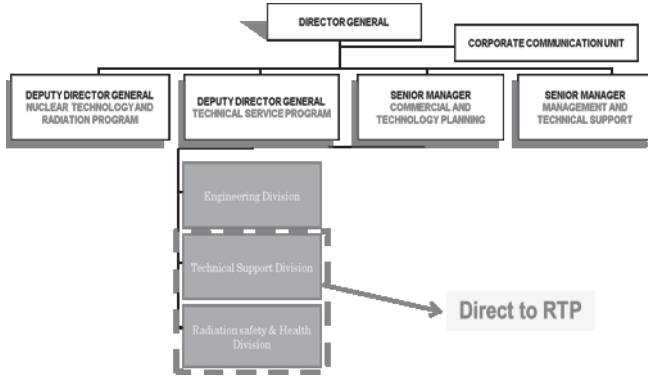 DIRECTOR GENERAL
CORPORATE COMMUNICATION UNIT
DEPUTY DIRECTOR GENERAL
NUCLEAR TECHNOLOGY AND
RADIATION PROGRAM
DEPUTY DIRECTOR GENERAL
TECHNICAL SERVICE PROGRAM
SENIOR MANAGER
COMMERCIAL AND
TECHNOLOGY PLANNING
SENIOR MANAGER
MANAGEMENT AND
TECHNICAL SUPPORT
Engineering Division
Technical Support Division
Direct to RTP
Radiation safety & Health
Division